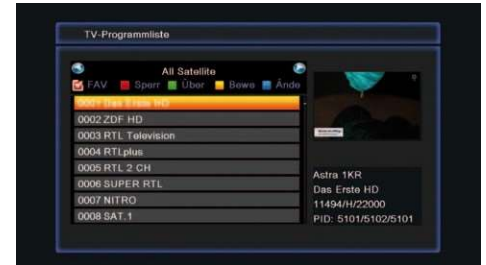 TV-Programmliste
All Satellite
FAV Sperr Über Bewe Ände
0001 Das Erste HD
0002 ZDF HD
0003 RTL Television
0004 RTLplus
0005 RTL 2 CH
0006 SUPER RTL
0007 NITRO
0008 SAT.1
Astra 1KR
Das Erste HD
11494/H/22000
PID: 5101/5102/5101